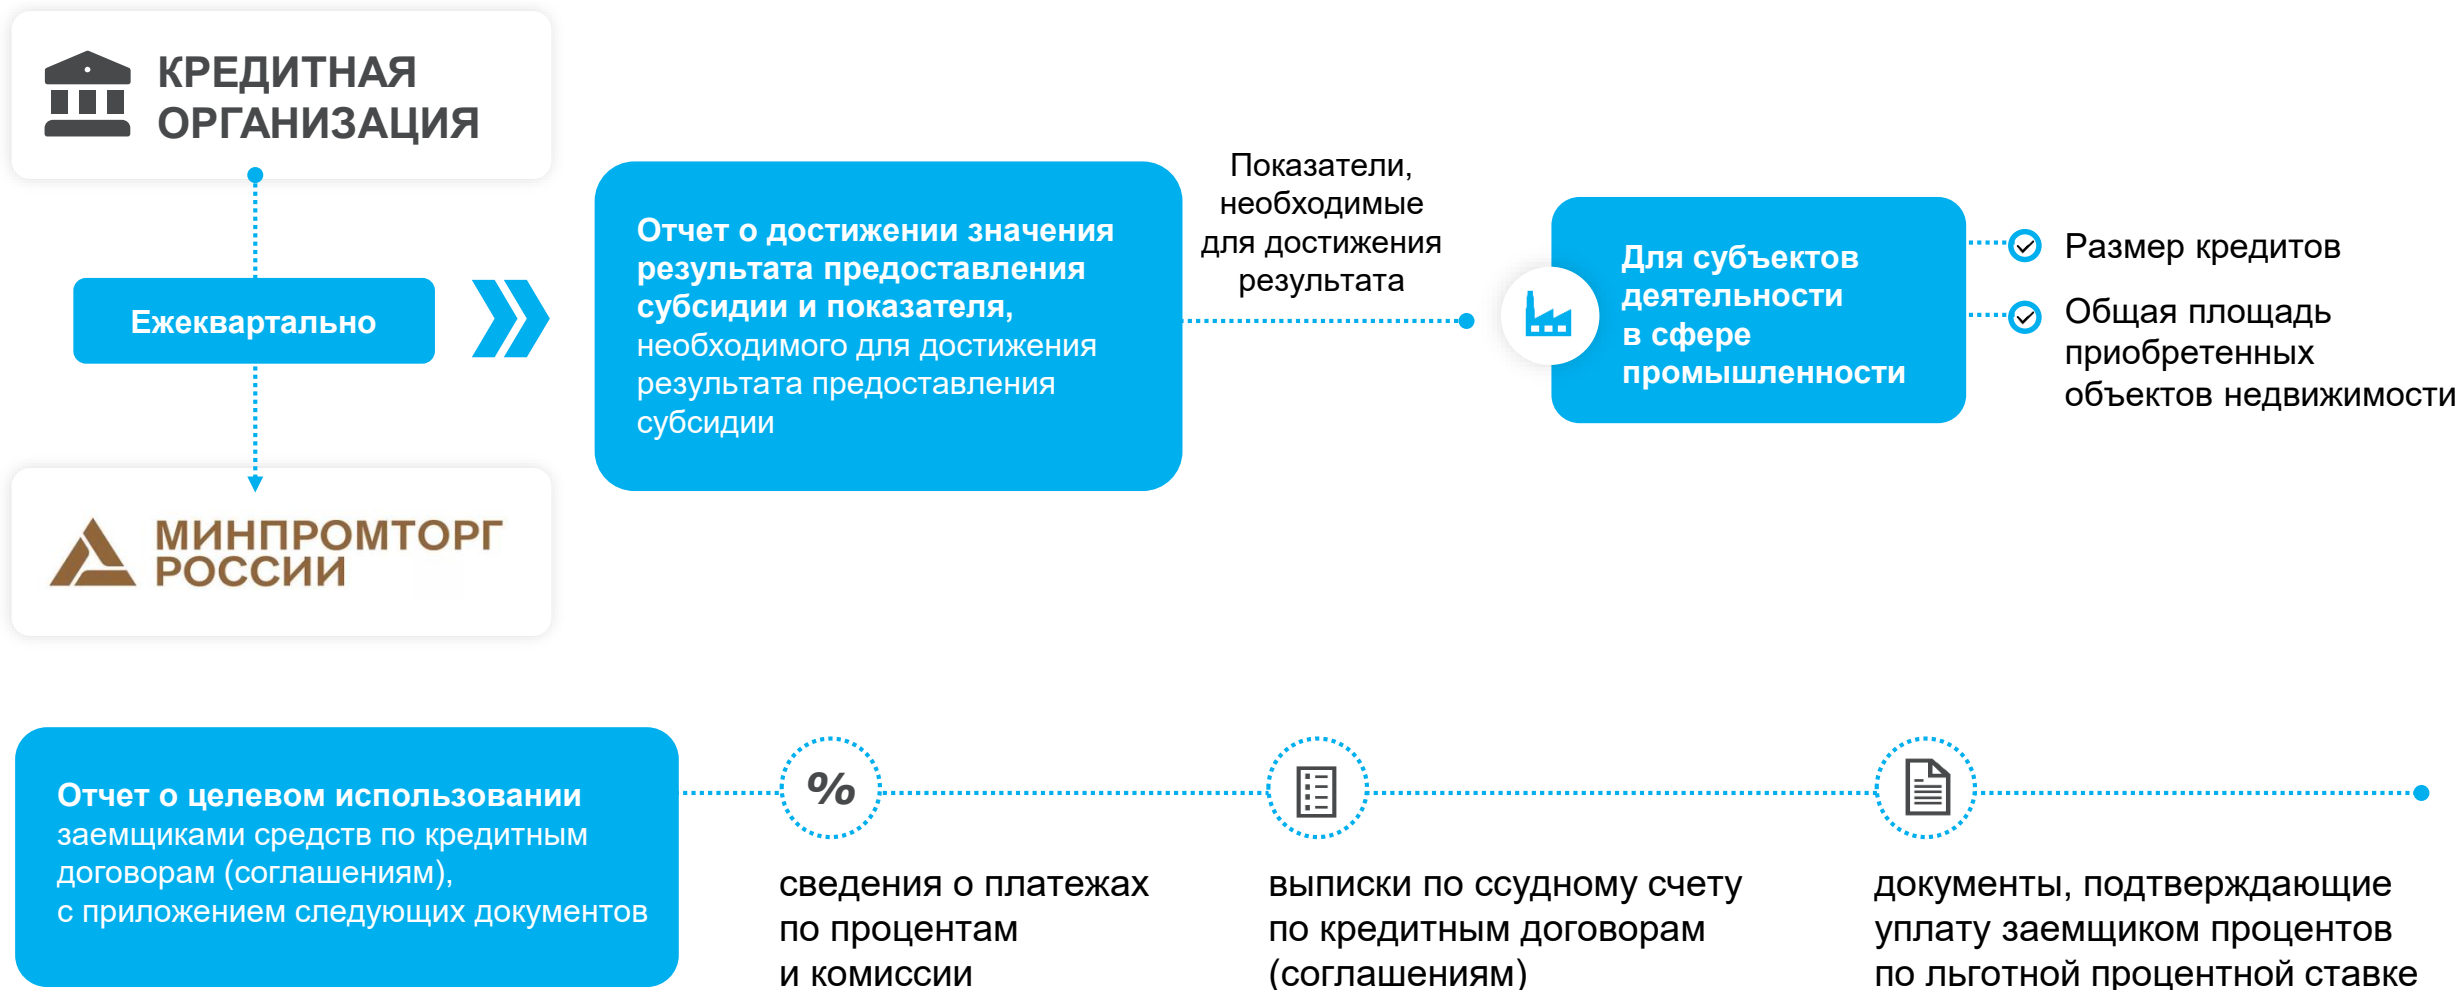 КРЕДИТНАЯ
ОРГАНИЗАЦИЯ
Ежеквартально
МИНПРОМТОРГ
РОССИИ
Отчет о достижении значения
результата предоставления
субсидии и показателя,
необходимого для достижения
результата предоставления
субсидии
Показатели,
необходимые
для достижения
результата
Для субъектов
деятельности
в сфере
промышленности
Размер кредитов
Общая площадь
приобретенных
объектов недвижимости
Отчет о целевом использовании
заемщиками средств по кредитным
договорам (соглашениям),
с приложением следующих документов
%
сведения о платежах
по процентам
и комиссии
выписки по ссудному счету
по кредитным договорам
(соглашениям)
документы, подтверждающие
уплату заемщиком процентов
по льготной процентной ставке